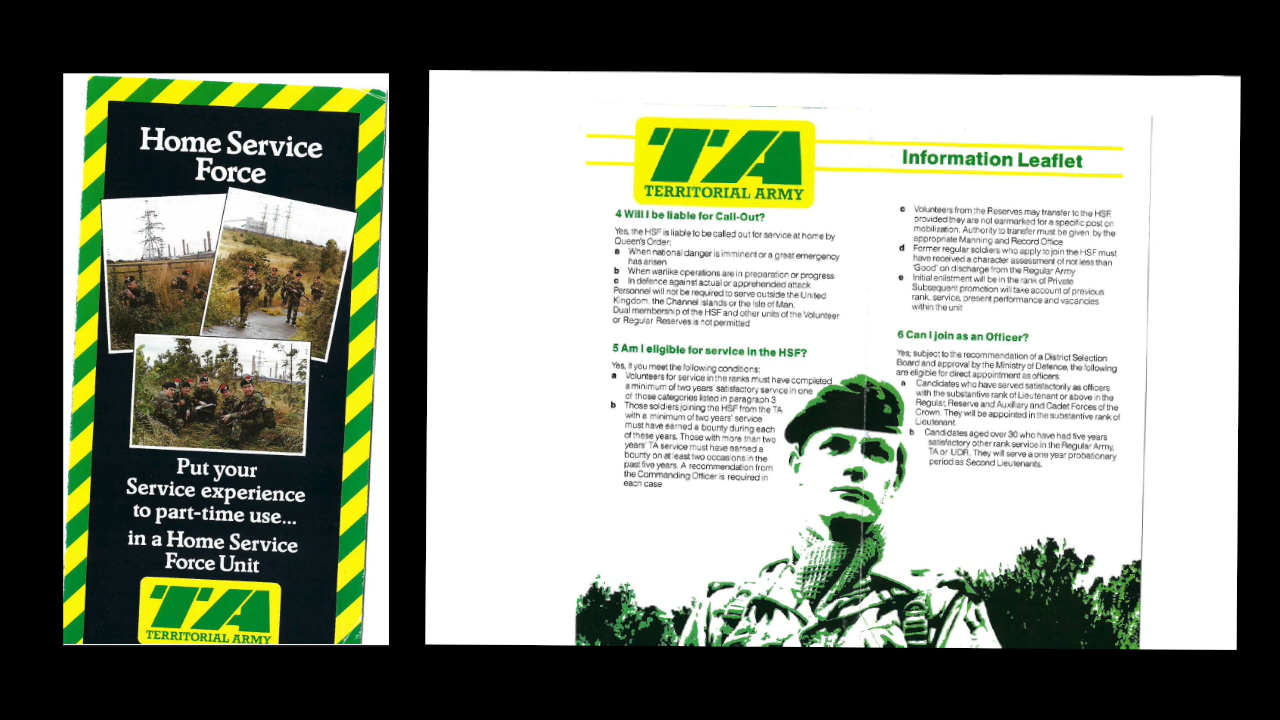 Home Service
Force
Put your
Service experience
to part-time use...
in a Home Service
Force Unit
TA
TERRITORIAL ARMY
TA
TERRITORIAL ARMY
Information Leaflet
4 Will I be liable for Call-Out?
Yes, the HSF is liable to be called out for service at home by
Queen's Order:
a When national danger is imminent or a great emergency
has arisen
b When warlike operations are in preparation or progress
c In defence against actual or apprehended attack
Personnel will not be required to serve outside the United
Kingdom, the Channel Islands or the Isle of Man.
Dual membership of the HSF and other units of the Volunteer
or Regular Reserves is not permitted
5 Am I eligible for service in the HSF?
Yes, if you meet the following conditions:
a Volunteers for service in the ranks must have completed
a minimum of two years' satisfactory service in one
of those categories listed in paragraph 3
b Those soldiers joining the HSF from the TA
with a minimum of two years' service
must have earned a bounty during each
of these years. Those with more than two
years' TA service must have earned a
bounty on at least two occasions in the
past five years. A recommendation from
the Commanding Officer is required in
each case
c Volunteers from the Reserves may transfer to the HSF,
provided they are not earmarked for a specific post on
mobilization. Authority to transfer must be given by the
appropriate Manning and Record Office
d Former regular soldiers who apply to join the HSF must
have received a character assessment of not less than
'Good' on discharge from the Regular Army
e Initial enlistment will be in the rank of Private
Subsequent promotion will take account of previous
rank, service, present performance and vacancies
within the unit
6 Can I join as an Officer?
Yes; subject to the recommendation of a District Selection
Board and approval by the Ministry of Defence, the following
are eligible for direct appointment as officers:
a Candidates who have served satisfactorily as officers
with the substantive rank of Lieutenant or above in the
Regular, Reserve and Auxiliary and Cadet Forces of the
Crown. They will be appointed in the substantive rank of
Lieutenant.
b Candidates aged over 30 who have had five years
satisfactory other rank service in the Regular Army,
TA or UDR. They will serve a one year probationary
period as Second Lieutenants.